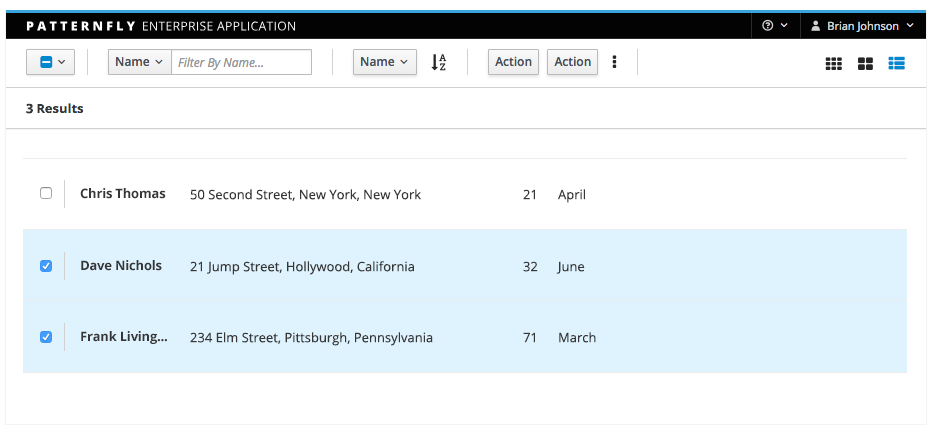 PATTERNFLY ENTERPRISE APPLICATION
Brian Johnson
Name Filter By Name... Name AZ Action Action
3 Results
Chris Thomas 50 Second Street, New York, New York 21 April
Dave Nichols 21 Jump Street, Hollywood, California 32 June
Frank Living... 234 Elm Street, Pittsburgh, Pennsylvania 71 March